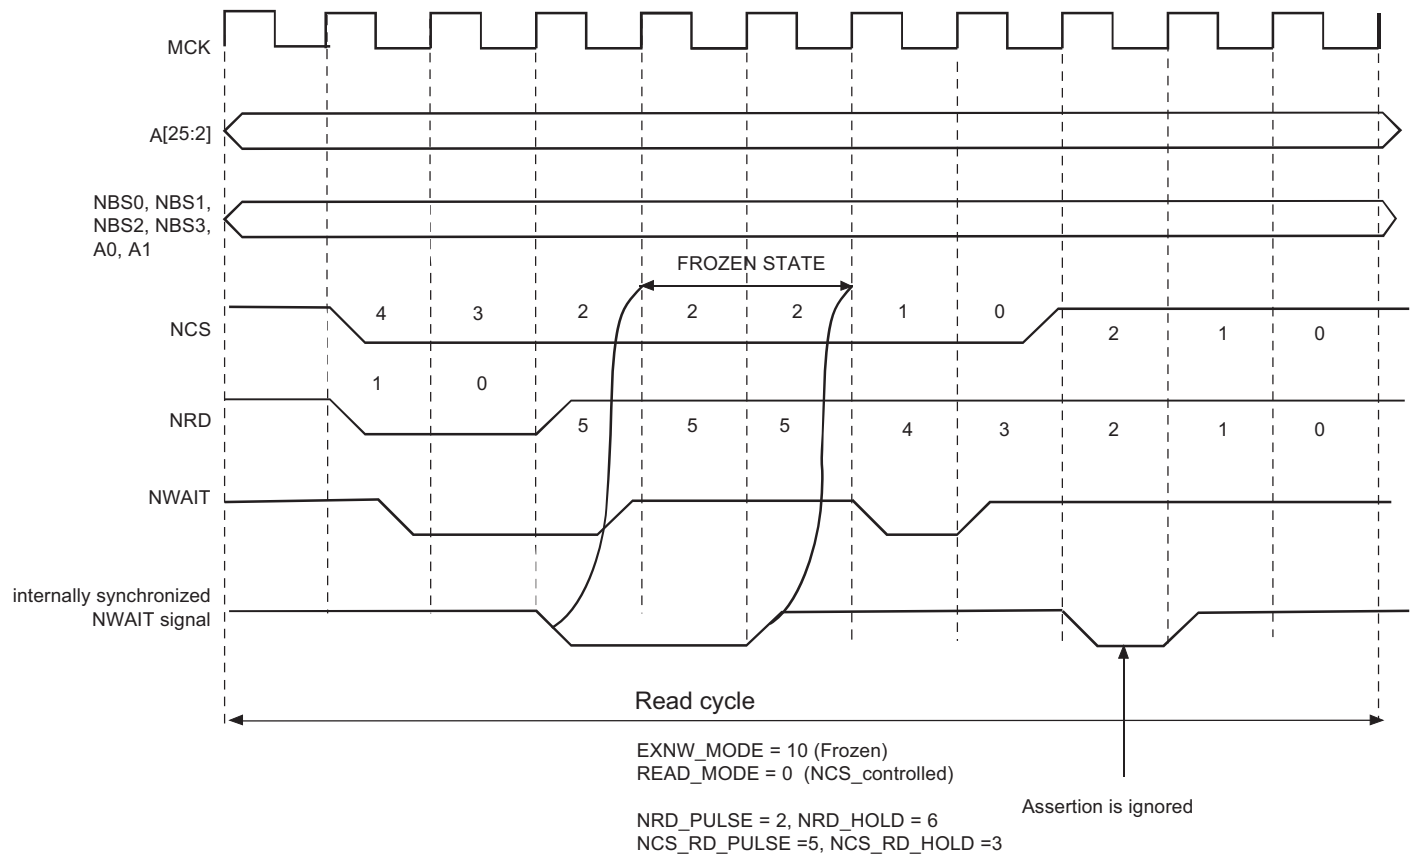 MCK
A[25:2]
NBS0, NBS1,
NBS2, NBS3,
A0, A1
FROZEN STATE
NCS
4 3 2 2 2 1 0
2 1 0
1 0
NRD
5 5 5 4 3 2 1 0
NWAIT
internally synchronized
NWAIT signal
Read cycle
EXNW_MODE = 10 (Frozen)
READ_MODE = 0 (NCS_controlled)
Assertion is ignored
NRD_PULSE = 2, NRD_HOLD = 6
NCS_RD_PULSE =5, NCS_RD_HOLD =3